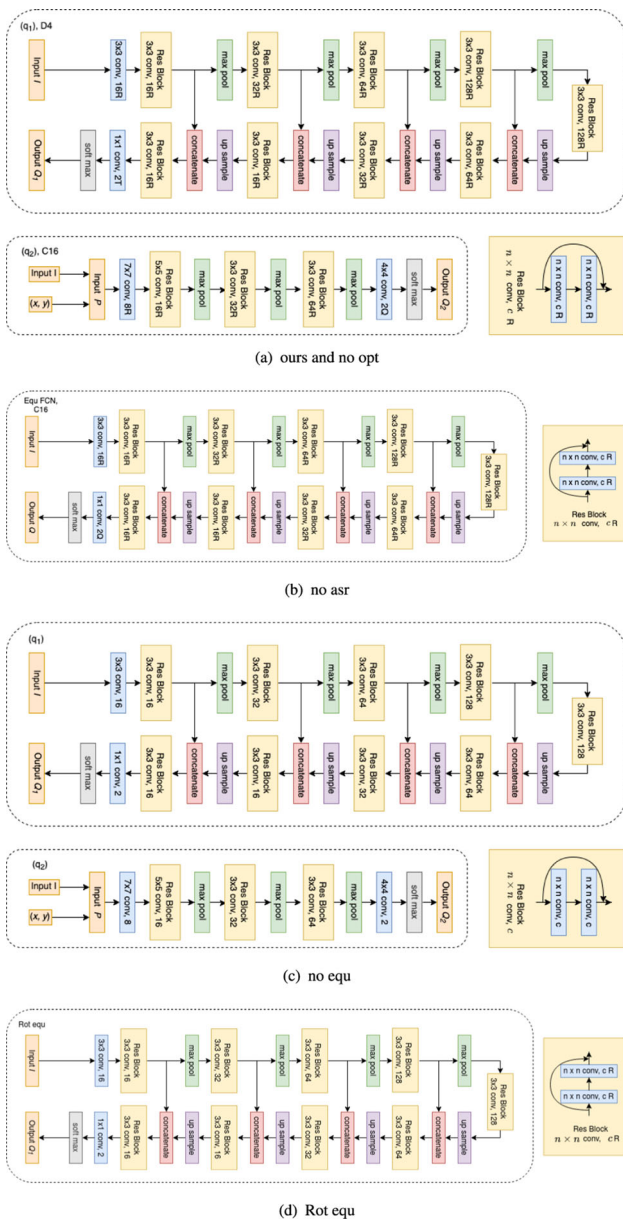 (q₁), D4
Input I
3x3 conv, 16R
Res Block
3x3 conv, 16R
max pool
Res Block
3x3 conv, 32R
max pool
Res Block
3x3 conv, 64R
max pool
Res Block
3x3 conv, 128R
max pool
Res Block
3x3 conv, 128R
Output Q₁
soft max
1x1 conv, 2T
Res Block
3x3 conv, 16R
concatenate
up sample
Res Block
3x3 conv, 16R
concatenate
up sample
Res Block
3x3 conv, 32R
concatenate
up sample
Res Block
3x3 conv, 64R
concatenate
up sample
(q₂), C16
Input I
(x, y)
Input P
7x7 conv, 8R
Res Block
5x5 conv, 16R
max pool
Res Block
3x3 conv, 32R
max pool
Res Block
3x3 conv, 64R
max pool
4x4 conv, 2Q
soft max
Output Q₂
Res Block
n × n conv, c R
n x n conv, c R
n x n conv, c R
(a) ours and no opt
Equ FCN,
C16
Input I
3x3 conv, 16R
Res Block
3x3 conv, 16R
max pool
Res Block
3x3 conv, 32R
max pool
Res Block
3x3 conv, 64R
max pool
Res Block
3x3 conv, 128R
max pool
Res Block
3x3 conv, 128R
Output Q
soft max
1x1 conv, 2Q
Res Block
3x3 conv, 16R
concatenate
up sample
Res Block
3x3 conv, 16R
concatenate
up sample
Res Block
3x3 conv, 32R
concatenate
up sample
Res Block
3x3 conv, 64R
concatenate
up sample
n x n conv, c R
n x n conv, c R
Res Block
n × n conv, c R
(b) no asr
(q₁)
Input I
3x3 conv, 16
Res Block
3x3 conv, 16
max pool
Res Block
3x3 conv, 32
max pool
Res Block
3x3 conv, 64
max pool
Res Block
3x3 conv, 128
max pool
Res Block
3x3 conv, 128
Output Q₁
soft max
1x1 conv, 2
Res Block
3x3 conv, 16
concatenate
up sample
Res Block
3x3 conv, 16
concatenate
up sample
Res Block
3x3 conv, 32
concatenate
up sample
Res Block
3x3 conv, 64
concatenate
up sample
(q₂)
Input I
(x, y)
Input P
7x7 conv, 8
Res Block
5x5 conv, 16
max pool
Res Block
3x3 conv, 32
max pool
Res Block
3x3 conv, 64
max pool
4x4 conv, 2
soft max
Output Q₂
Res Block
n × n conv, c
n x n conv, c
n x n conv, c
(c) no equ
Rot equ
Input I
3x3 conv, 16
Res Block
3x3 conv, 16
max pool
Res Block
3x3 conv, 32
max pool
Res Block
3x3 conv, 64
max pool
Res Block
3x3 conv, 128
max pool
Res Block
3x3 conv, 128
Output Q₁
soft max
1x1 conv, 2
Res Block
3x3 conv, 16
concatenate
up sample
Res Block
3x3 conv, 16
concatenate
up sample
Res Block
3x3 conv, 32
concatenate
up sample
Res Block
3x3 conv, 64
concatenate
up sample
n x n conv, c R
n x n conv, c R
Res Block
n × n conv, c R
(d) Rot equ